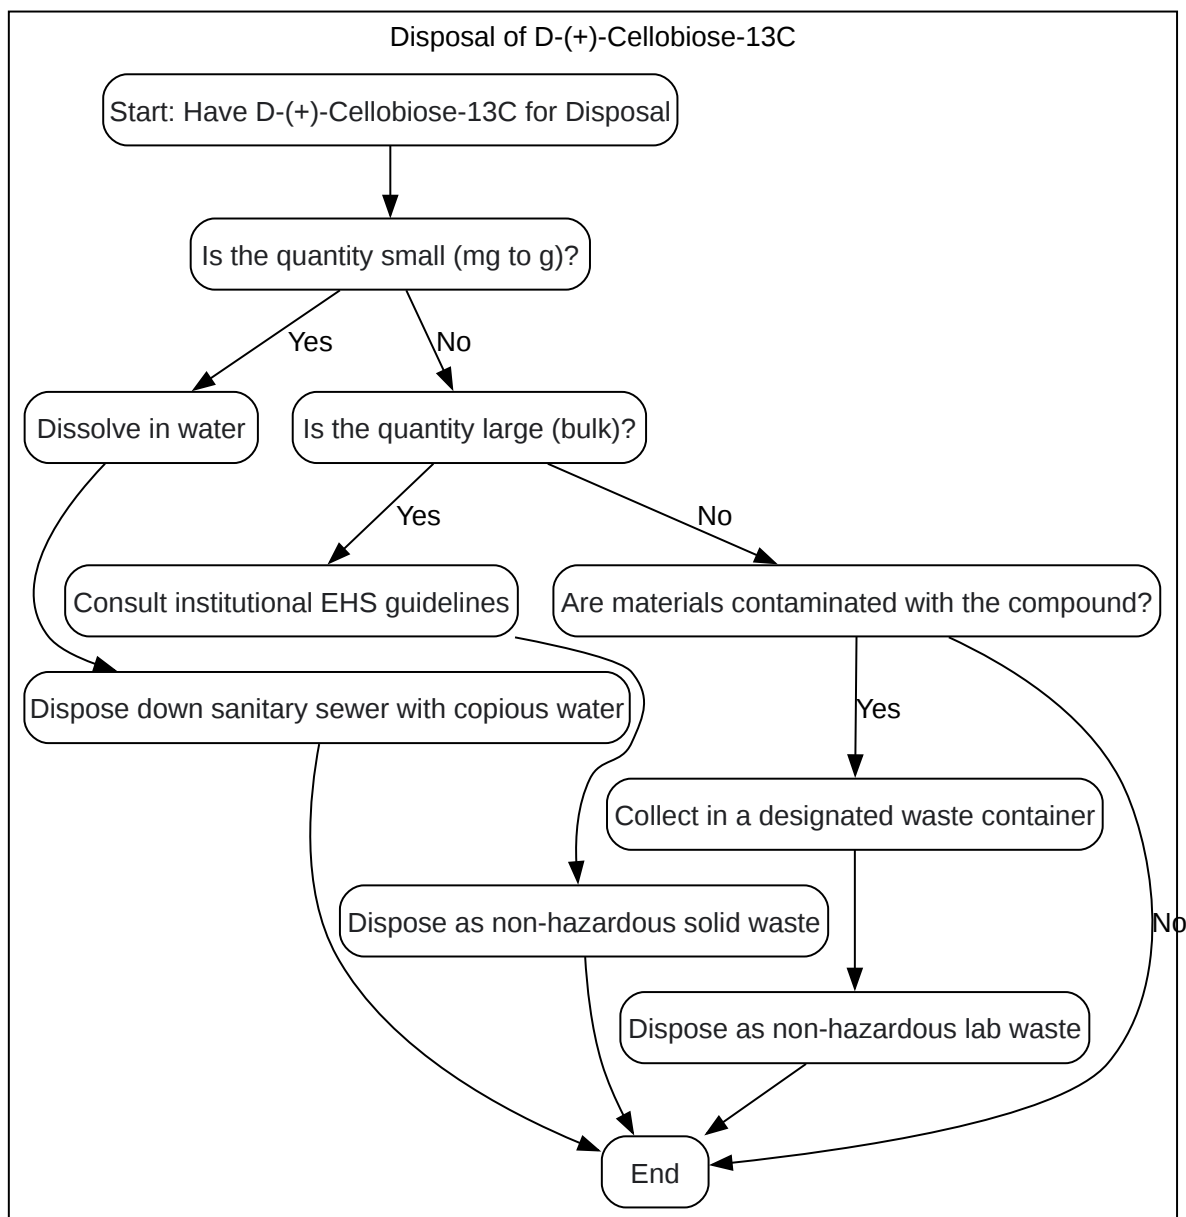 Disposal of D-(+)-Cellobiose-13C
Start: Have D-(+)-Cellobiose-13C for Disposal
Is the quantity small (mg to g)?
Yes
No
Dissolve in water
Is the quantity large (bulk)?
Yes
No
Consult institutional EHS guidelines
Are materials contaminated with the compound?
Dispose down sanitary sewer with copious water
Yes
Collect in a designated waste container
Dispose as non-hazardous solid waste
No
Dispose as non-hazardous lab waste
End